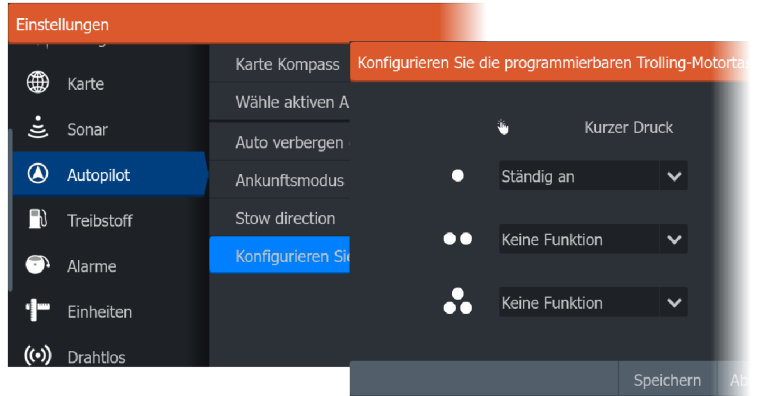 Einstellungen
Karte
Sonar
Autopilot
Treibstoff
Alarme
Einheiten
Drahtlos
Karte Kompass
Wähle aktiven A
Auto verbergen
Ankunftsmodus
Stow direction
Konfigurieren Sie
Konfigurieren Sie die programmierbaren Trolling-Motorta
Kurzer Druck
Ständig an
Keine Funktion
Keine Funktion
Speichern